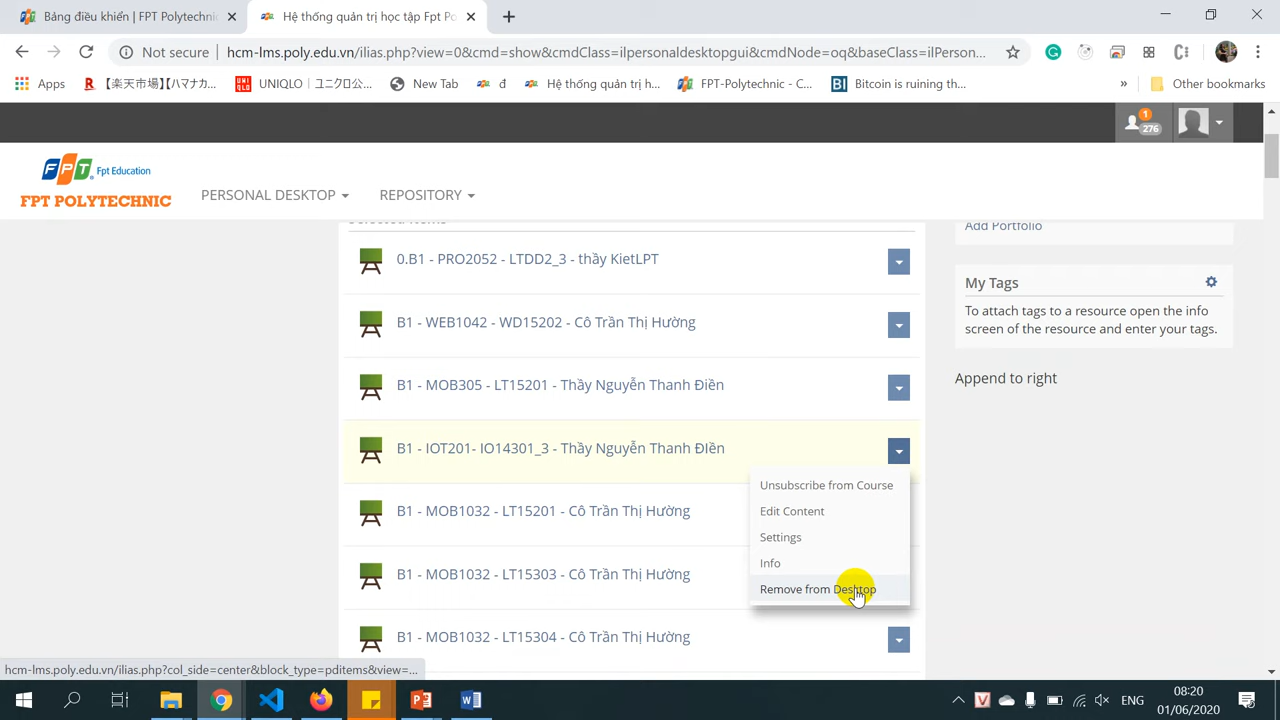 Bảng điều khiển | FPT Polytechnic
Hệ thống quản trị học tập Fpt Po
Not secure
hcm-lms.poly.edu.vn/ilias.php?view=0&cmd=show&cmdClass=ilpersonaldesktopgui&cmdNode=oq&baseClass=ilPerson...
Apps
【楽天市場】【ハマナカ...
UNIQLO｜ユニクロ公...
New Tab
đ
Hệ thống quản trị h...
FPT-Polytechnic - C...
Bitcoin is ruining th...
»
Other bookmarks
1
276
FPT Fpt Education
FPT POLYTECHNIC
PERSONAL DESKTOP
REPOSITORY
Add Portfolio
0.B1 - PRO2052 - LTDD2_3 - thầy KietLPT
B1 - WEB1042 - WD15202 - Cô Trần Thị Hường
B1 - MOB305 - LT15201 - Thầy Nguyễn Thanh Điền
B1 - IOT201- IO14301_3 - Thầy Nguyễn Thanh ĐIền
B1 - MOB1032 - LT15201 - Cô Trần Thị Hường
B1 - MOB1032 - LT15303 - Cô Trần Thị Hường
B1 - MOB1032 - LT15304 - Cô Trần Thị Hường
Unsubscribe from Course
Edit Content
Settings
Info
Remove from Desktop
My Tags
To attach tags to a resource open the info
screen of the resource and enter your tags.
Append to right
hcm-lms.poly.edu.vn/ilias.php?col_side=center&block_type=pditems&view=...
ENG
08:20
01/06/2020